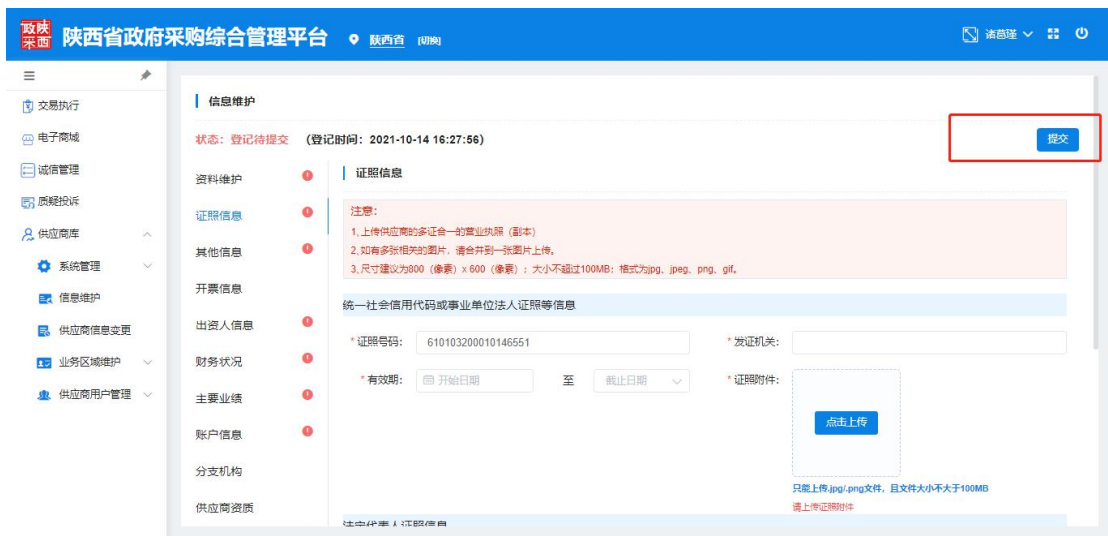 政陕
采西
陕西省政府采购综合管理平台
陕西省 [切换]
诸葛瑾
交易执行
电子商城
诚信管理
质疑投诉
供应商库
系统管理
信息维护
供应商信息变更
业务区域维护
供应商用户管理
信息维护
状态：登记待提交 （登记时间：2021-10-14 16:27:56）
提交
资料维护
证照信息
其他信息
开票信息
出资人信息
财务状况
主要业绩
账户信息
分支机构
供应商资质
证照信息
注意：
1, 上传供应商的多证合一的营业执照（副本）
2, 如有多张相关的图片，请合并到一张图片上传。
3, 尺寸建议为800（像素）x 600（像素）；大小不超过100MB；格式为jpg、jpeg、png、gif。
统一社会信用代码或事业单位法人证照等信息
* 证照号码： 610103200010146551
* 发证机关：
* 有效期： 开始日期 至 截止日期
* 证照附件：
点击上传
只能上传.jpg/.png文件，且文件大小不大于100MB
请上传证照附件
法定代表人证照信息